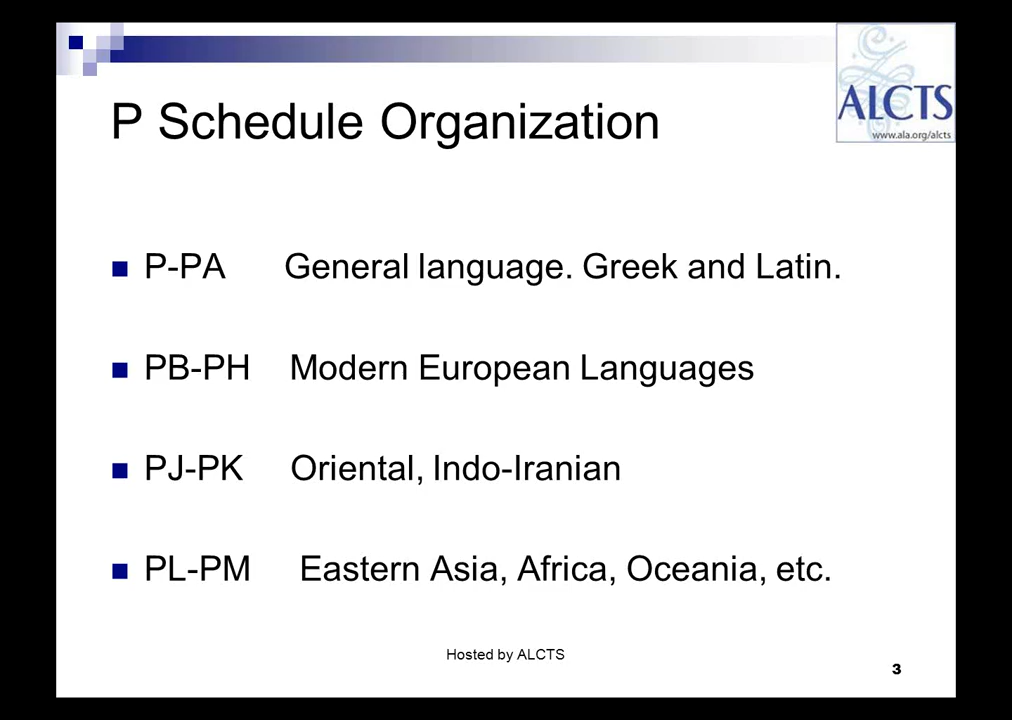 ALCTS
www.ala.org/alcts
P Schedule Organization
P-PA General language. Greek and Latin.
PB-PH Modern European Languages
PJ-PK Oriental, Indo-Iranian
PL-PM Eastern Asia, Africa, Oceania, etc.
Hosted by ALCTS
3